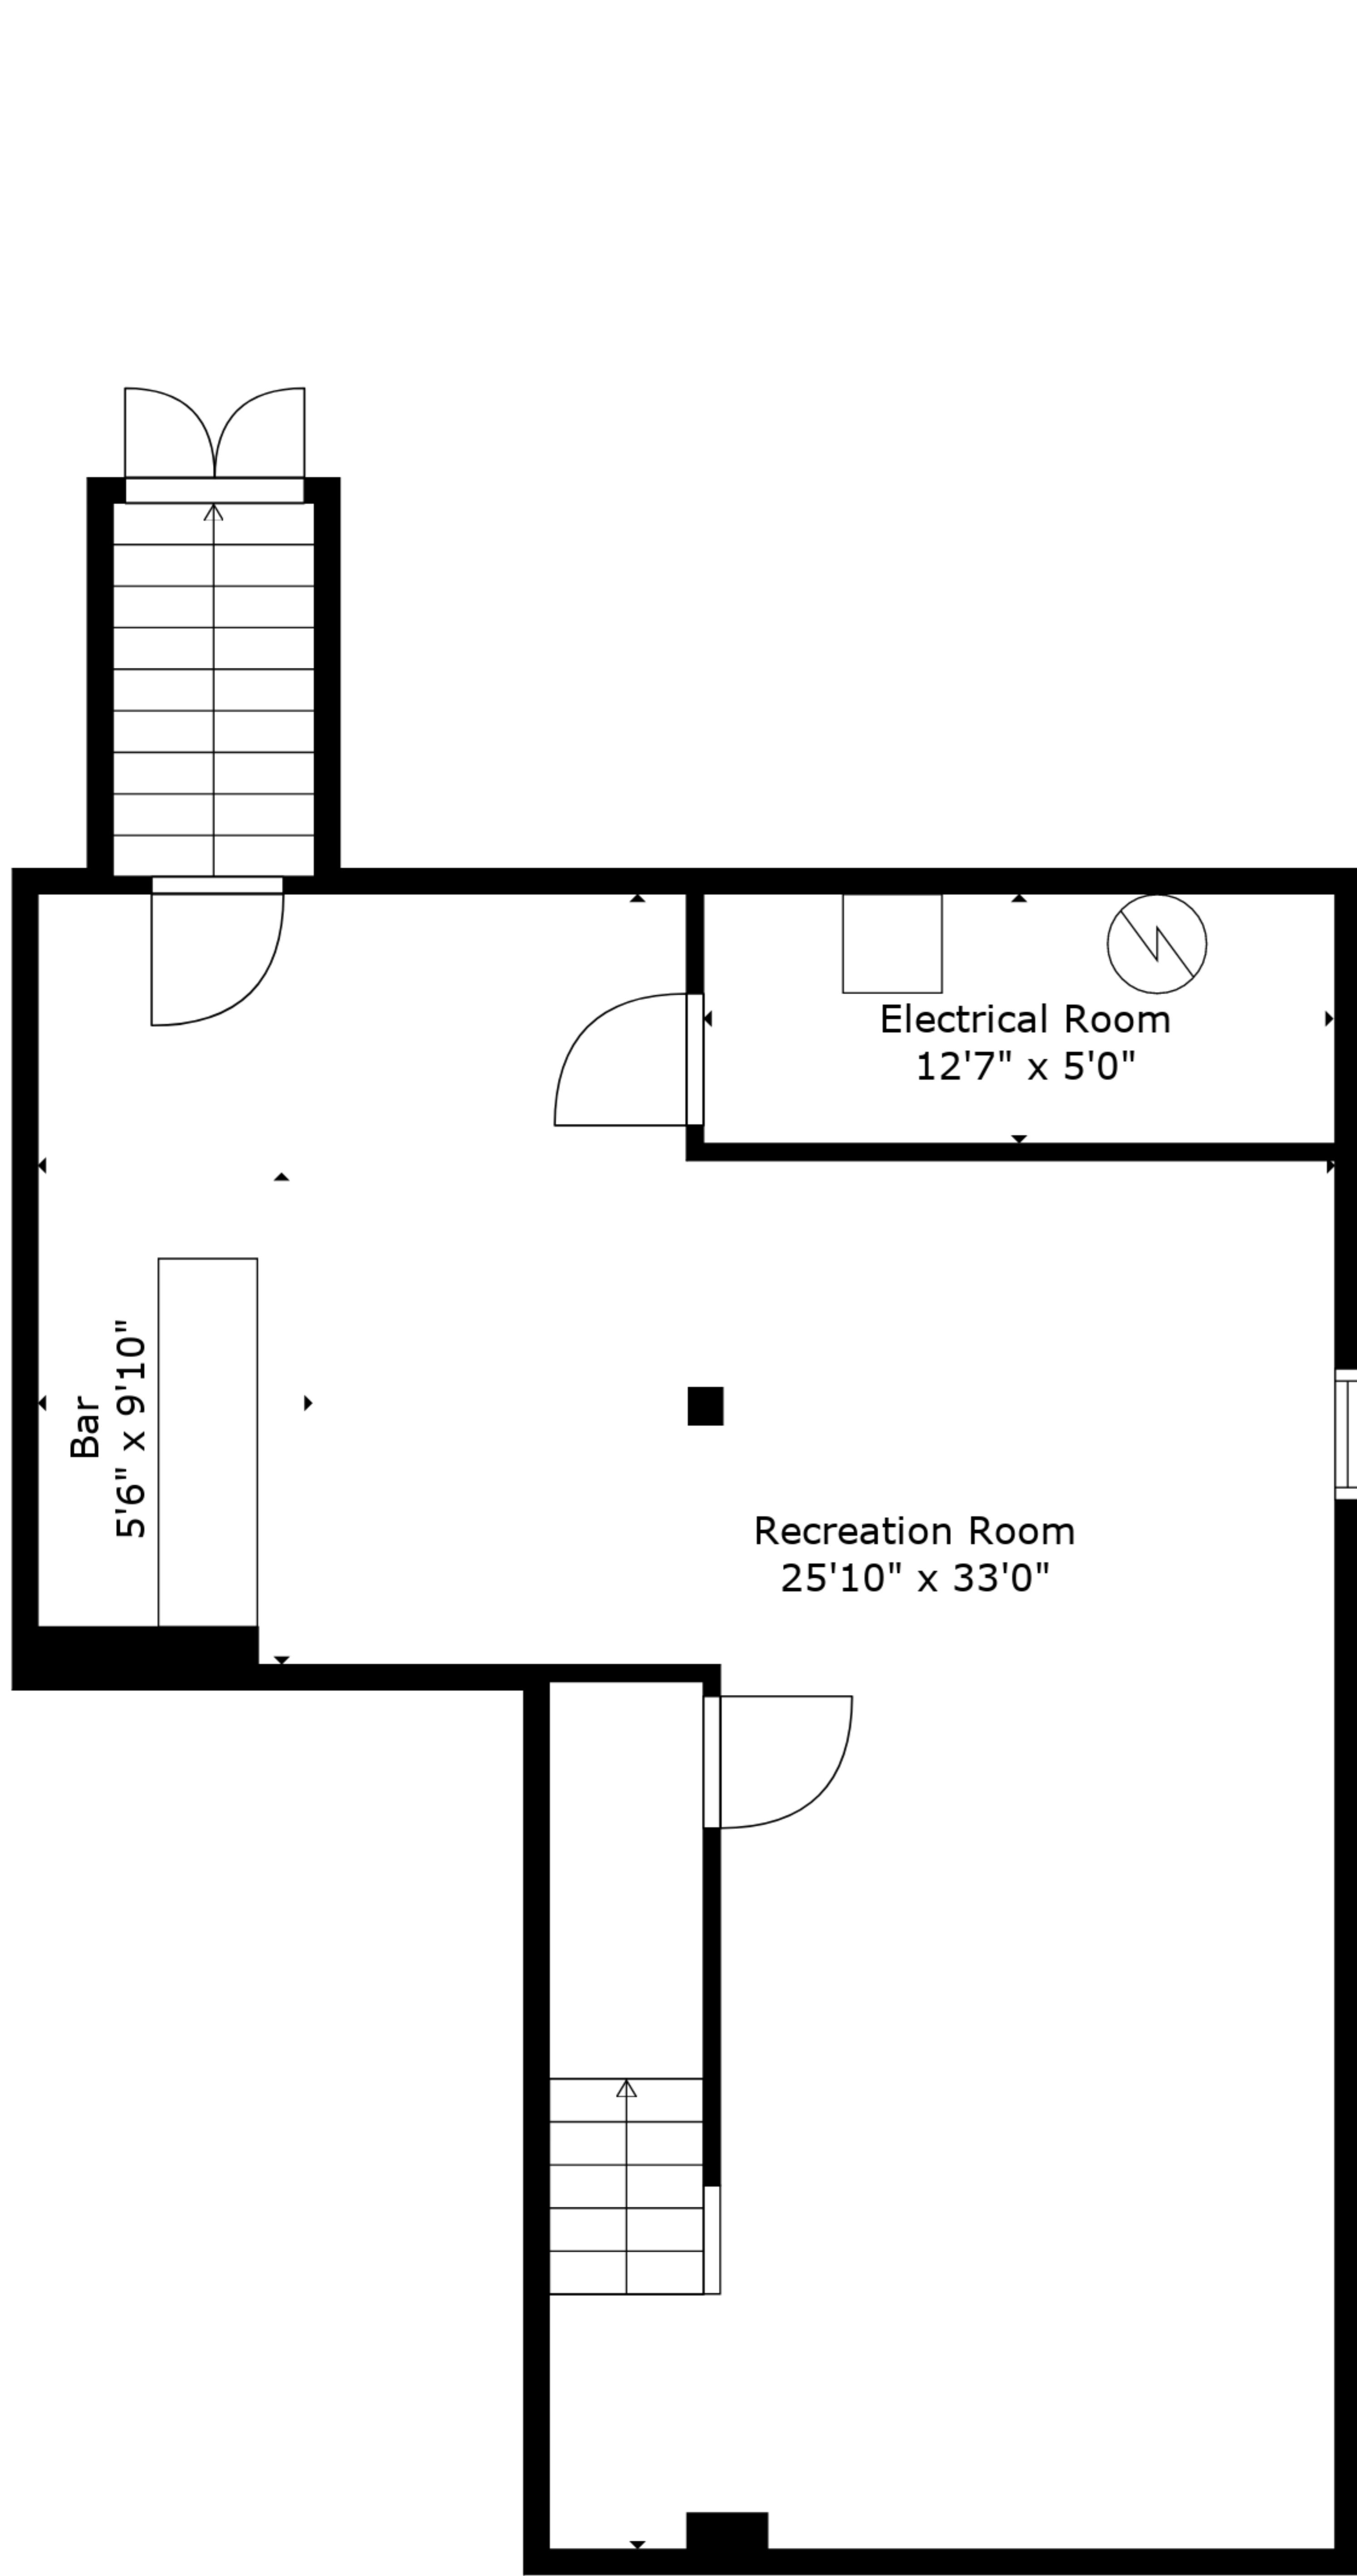 Electrical Room
12'7" x 5'0"
Bar
5'6" x 9'10"
Recreation Room
25'10" x 33'0"